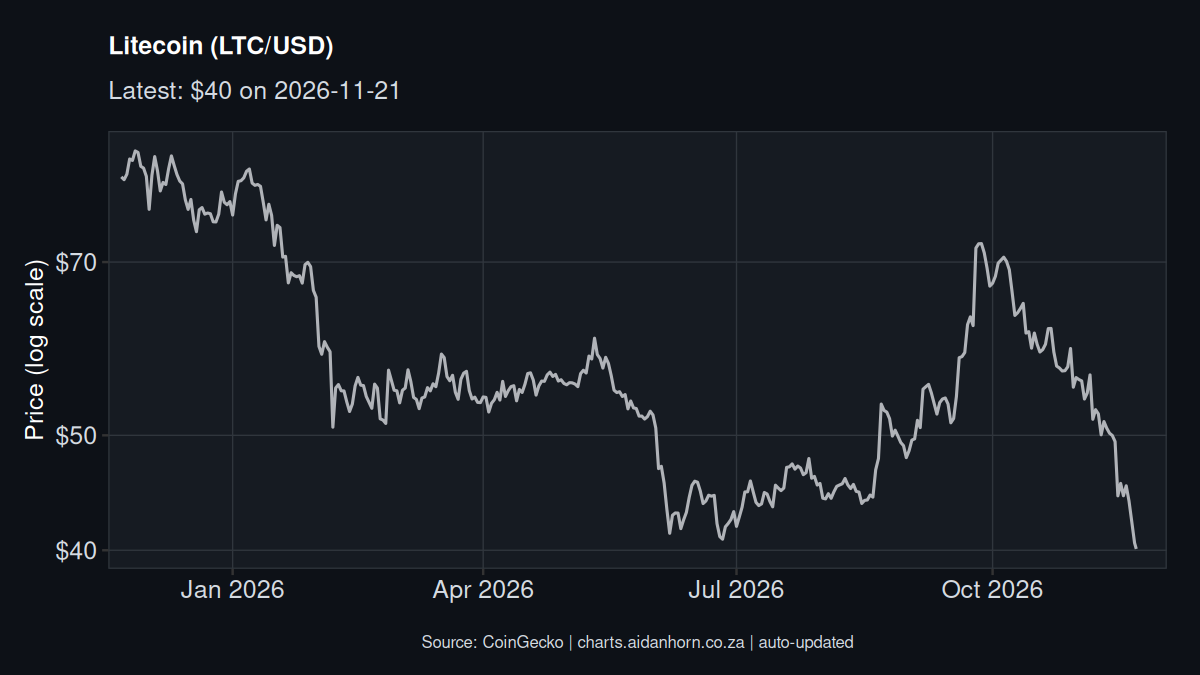 Litecoin (LTC/USD)
Latest: $40 on 2026-11-21
Price (log scale)
$70
$50
$40
Jan 2026
Apr 2026
Jul 2026
Oct 2026
Source: CoinGecko | charts.aidanhorn.co.za | auto-updated